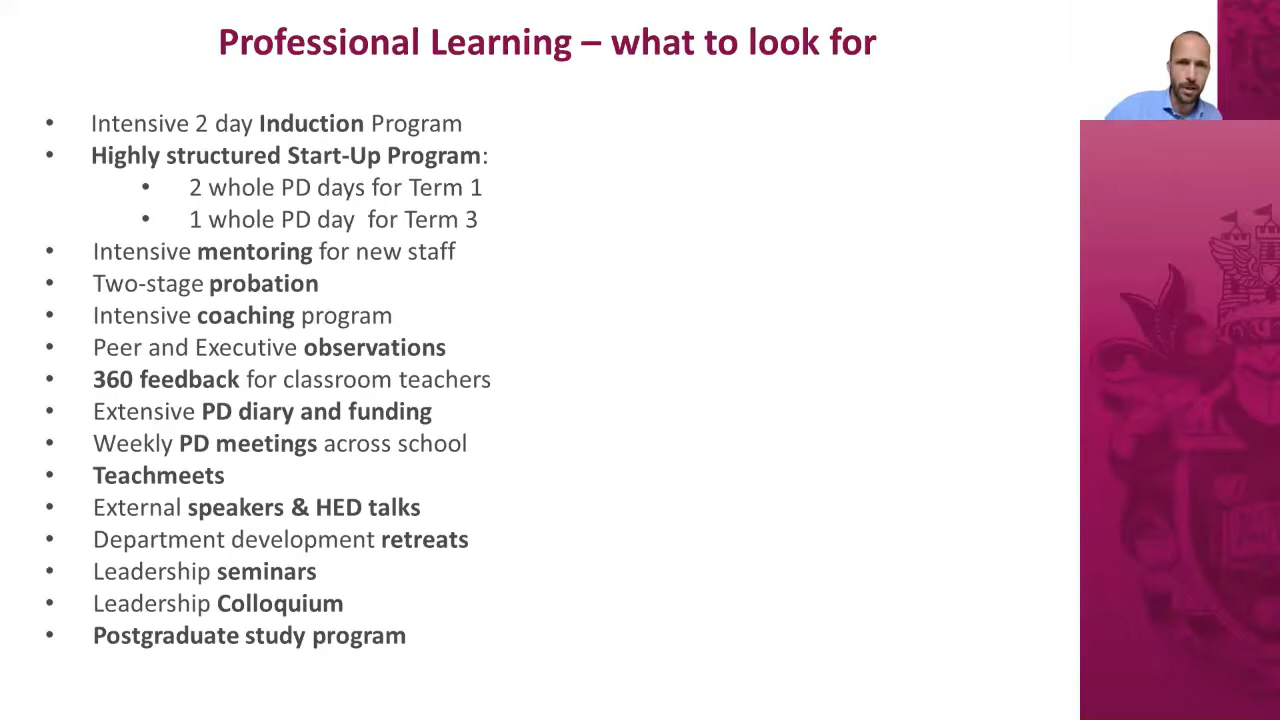 Professional Learning – what to look for
• Intensive 2 day Induction Program
• Highly structured Start-Up Program:
• 2 whole PD days for Term 1
• 1 whole PD day for Term 3
• Intensive mentoring for new staff
• Two-stage probation
• Intensive coaching program
• Peer and Executive observations
• 360 feedback for classroom teachers
• Extensive PD diary and funding
• Weekly PD meetings across school
• Teachmeets
• External speakers & HED talks
• Department development retreats
• Leadership seminars
• Leadership Colloquium
• Postgraduate study program